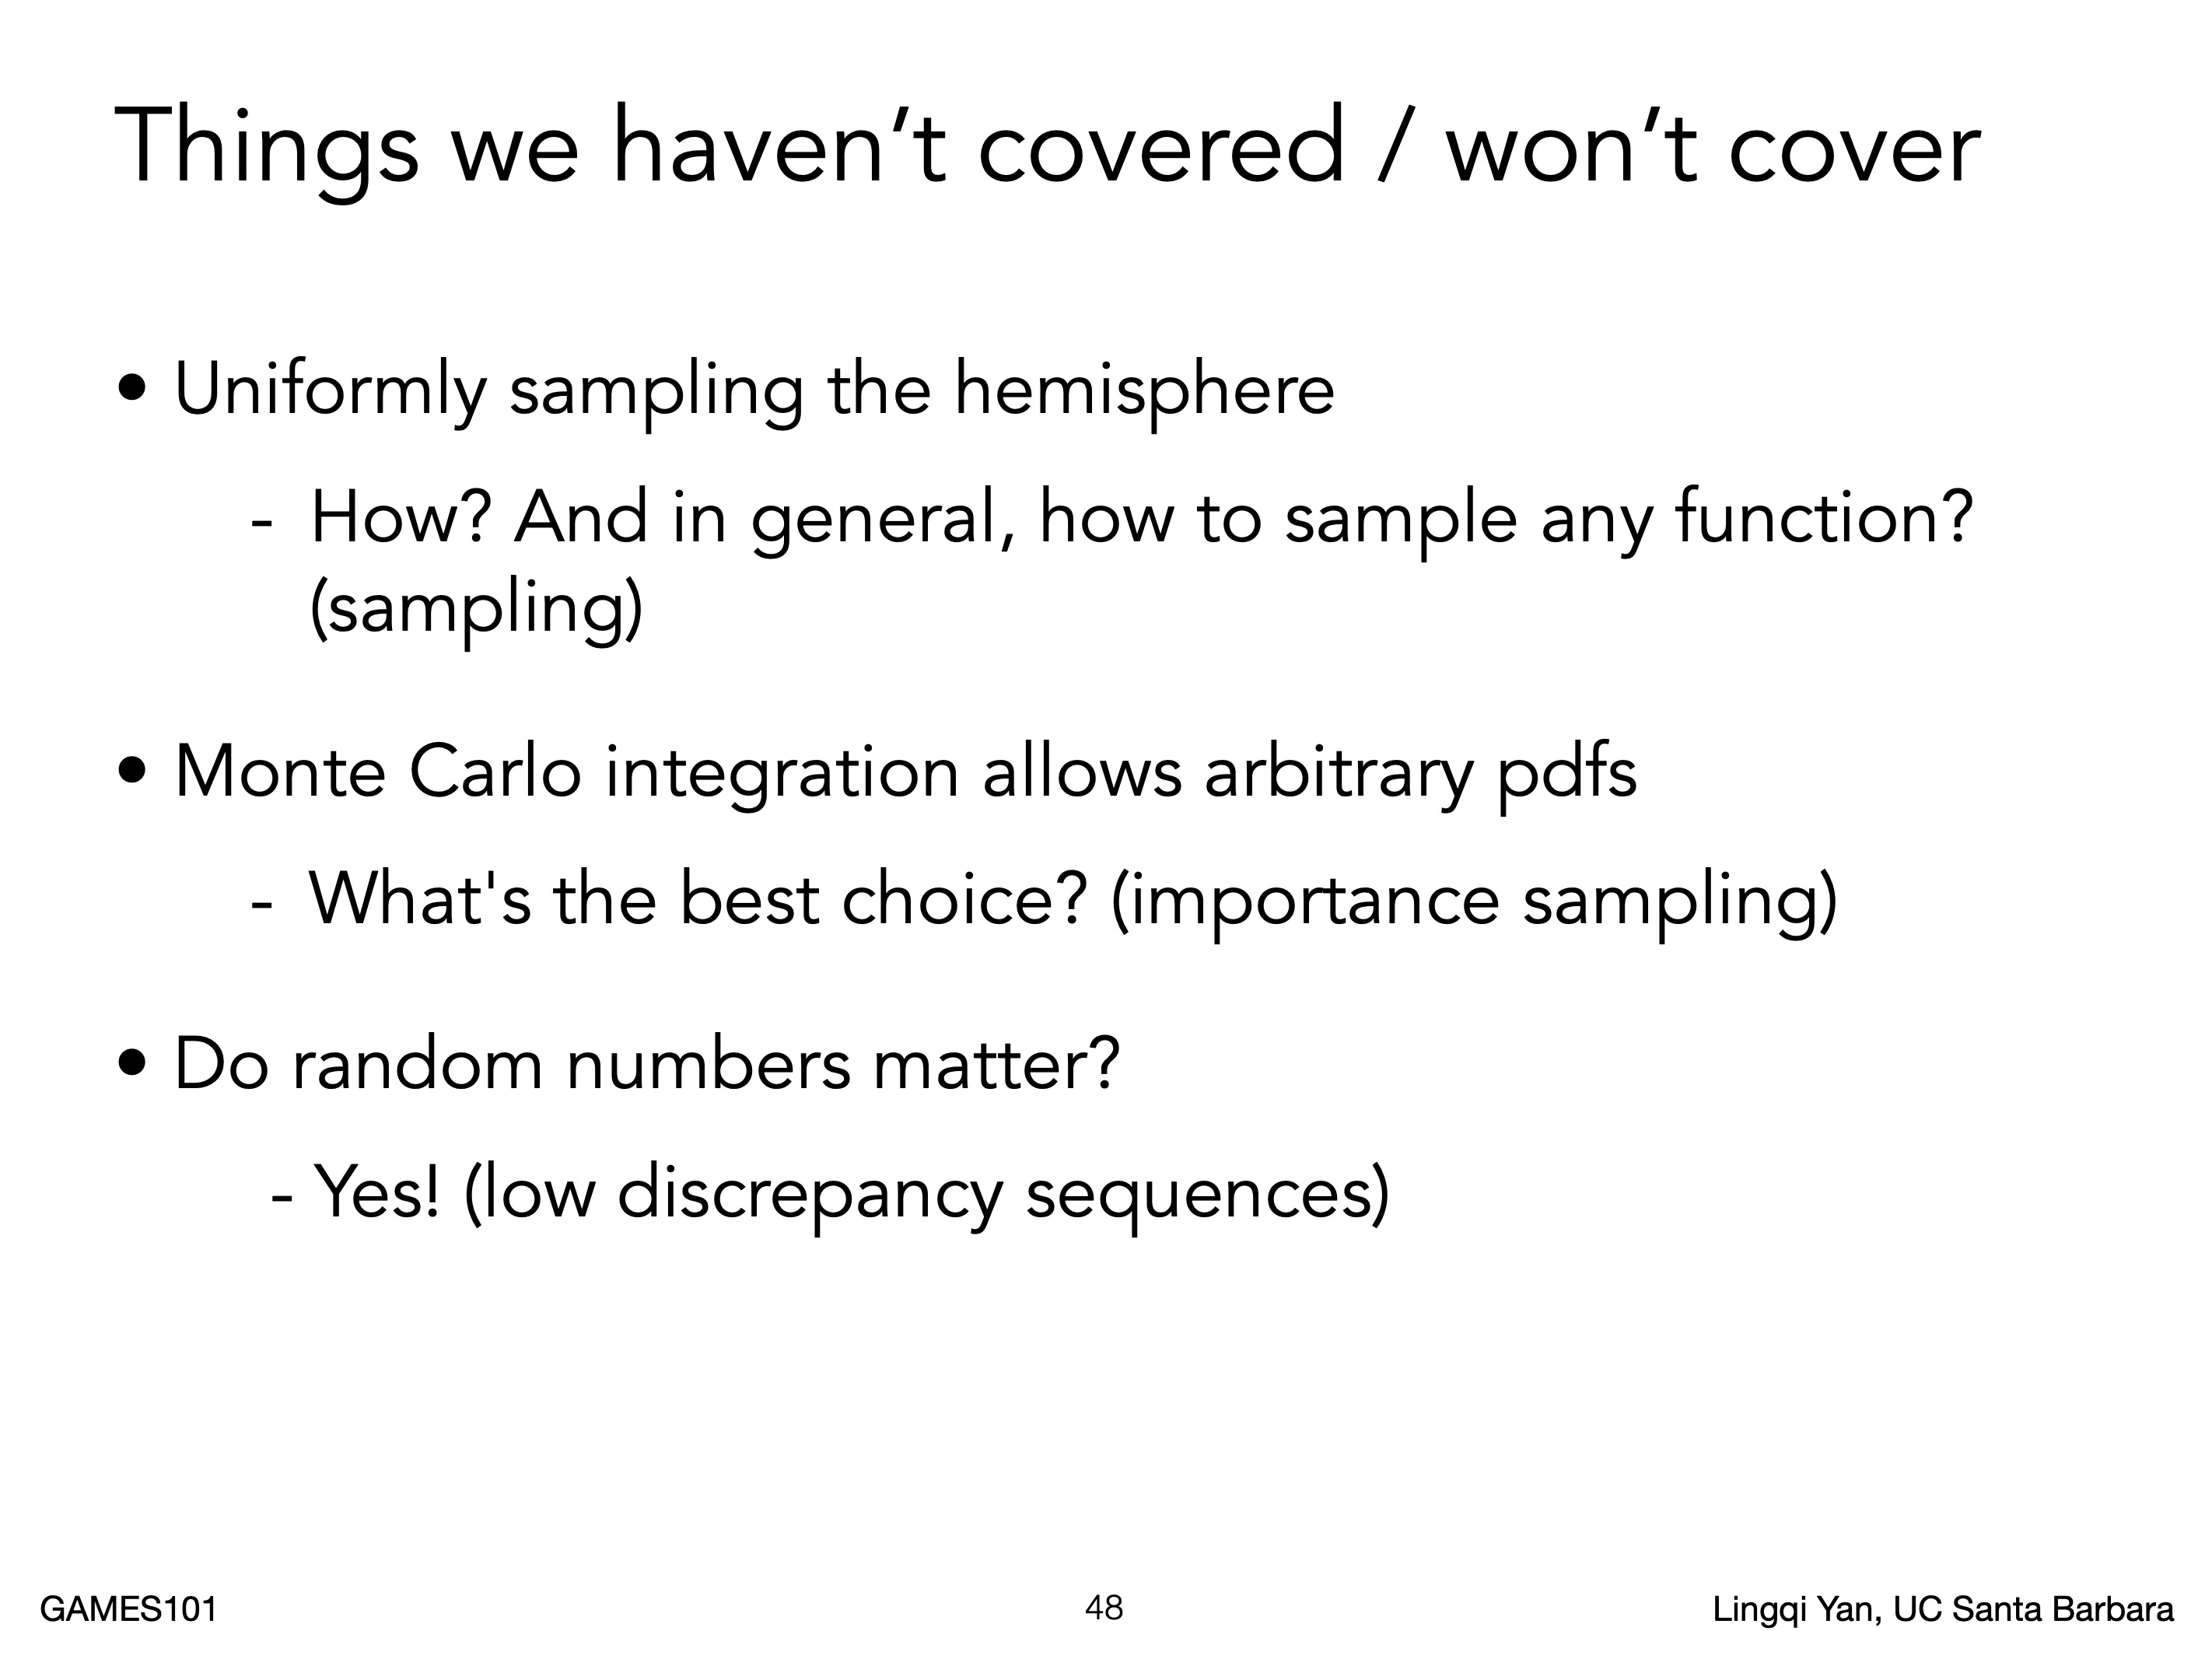 Things we haven’t covered / won’t cover
• Uniformly sampling the hemisphere
- How? And in general, how to sample any function?
(sampling)
• Monte Carlo integration allows arbitrary pdfs
- What's the best choice? (importance sampling)
• Do random numbers matter?
- Yes! (low discrepancy sequences)
GAMES101
48
Lingqi Yan, UC Santa Barbara